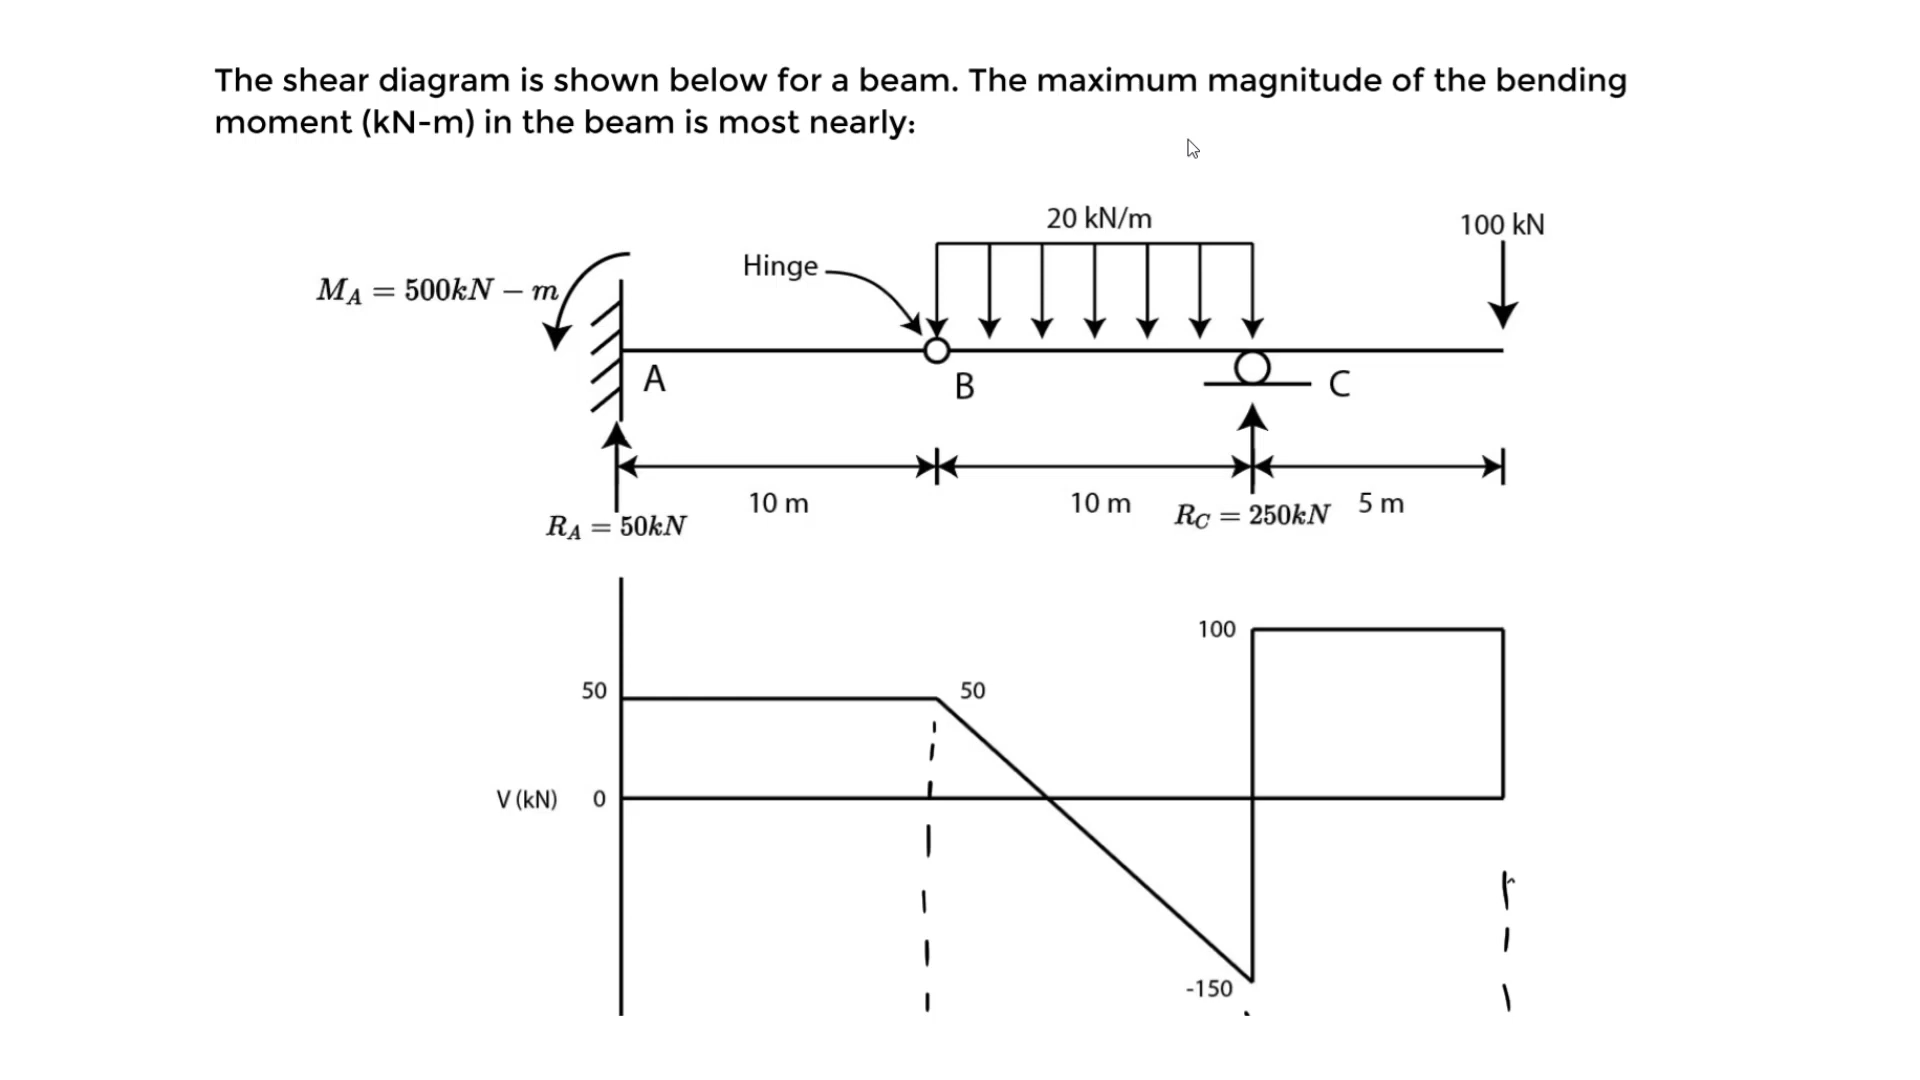 The shear diagram is shown below for a beam. The maximum magnitude of the bending
moment (kN-m) in the beam is most nearly:
20 kN/m
100 kN
Hinge
M_A = 500kN − m
A
B
C
10 m
10 m
5 m
R_A = 50kN
R_C = 250kN
100
50
50
V (kN)
0
-150